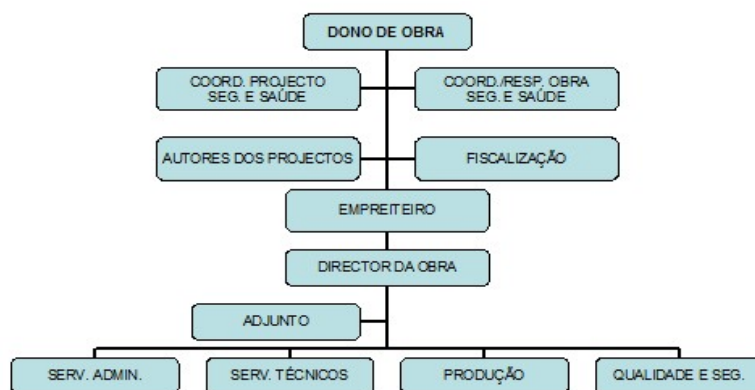 DONO DE OBRA
COORD. PROJECTO
SEG. E SAÚDE
COORD./RESP. OBRA
SEG. E SAÚDE
AUTORES DOS PROJECTOS
FISCALIZAÇÃO
EMPREITEIRO
DIRECTOR DA OBRA
ADJUNTO
SERV. ADMIN.
SERV. TÉCNICOS
PRODUÇÃO
QUALIDADE E SEG.